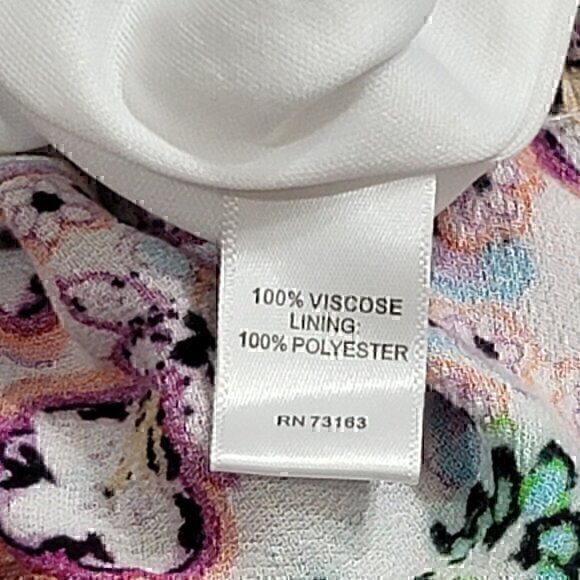 100% VISCOSE
LINING:
100% POLYESTER
RN 73163